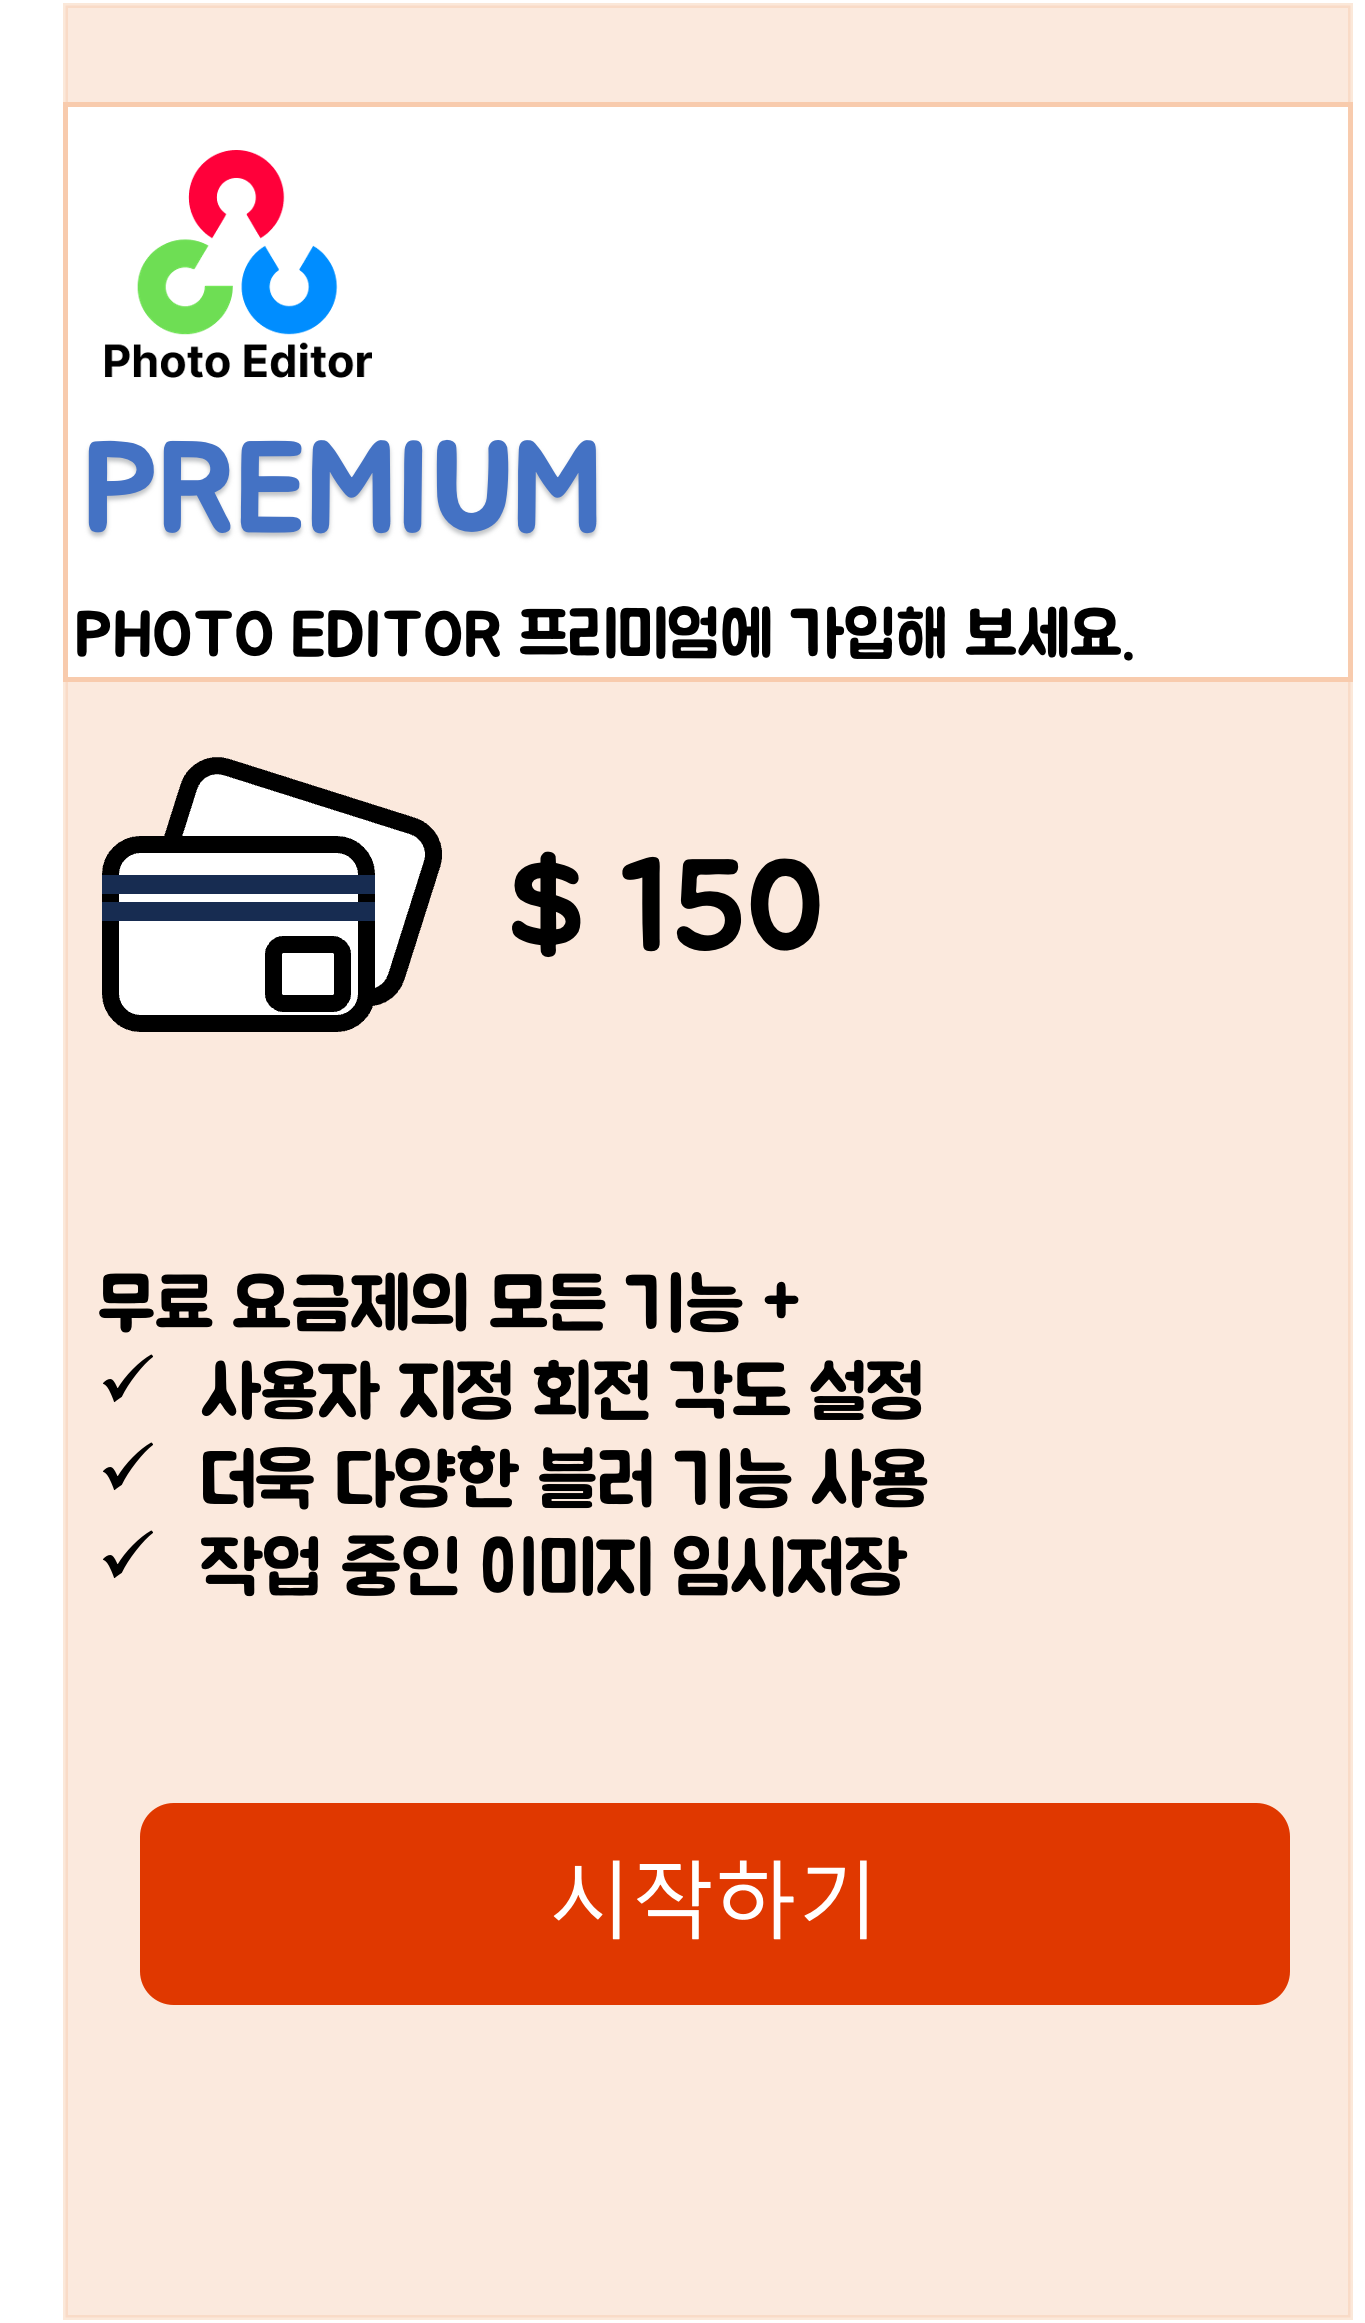 Photo Editor
PREMIUM
PHOTO EDITOR 프리미엄에 가입해 보세요.
$ 150
무료 요금제의 모든 기능 +
✓ 사용자 지정 회전 각도 설정
✓ 더욱 다양한 블러 기능 사용
✓ 작업 중인 이미지 임시저장
시작하기